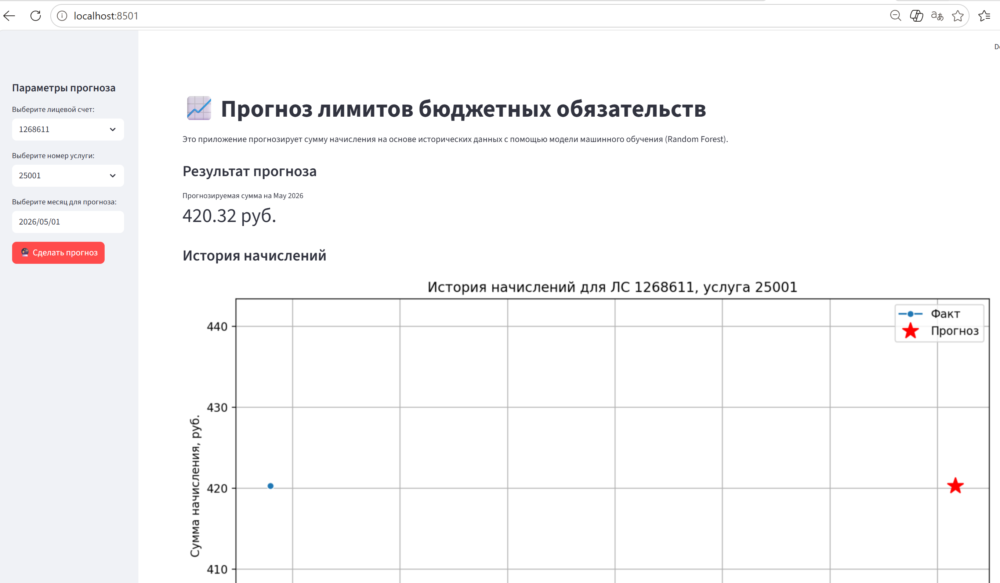 localhost:8501
Параметры прогноза
Выберите лицевой счет:
1268611
Выберите номер услуги:
25001
Выберите месяц для прогноза:
2026/05/01
Сделать прогноз
Прогноз лимитов бюджетных обязательств
Это приложение прогнозирует сумму начисления на основе исторических данных с помощью модели машинного обучения (Random Forest).
Результат прогноза
Прогнозируемая сумма на May 2026
420.32 руб.
История начислений
История начислений для ЛС 1268611, услуга 25001
Факт
Прогноз
440
430
420
410
Сумма начисления, руб.